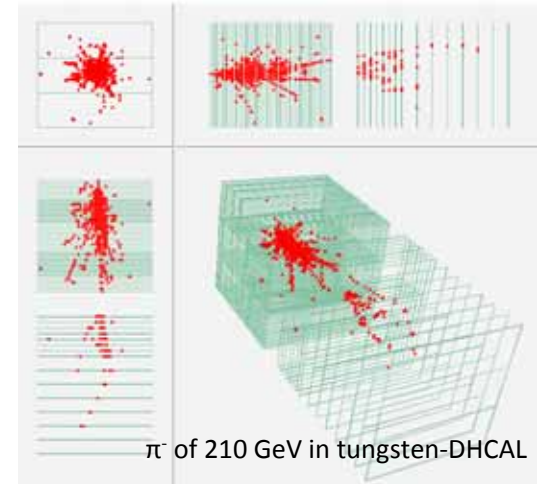 π⁻ of 210 GeV in tungsten-DHCAL